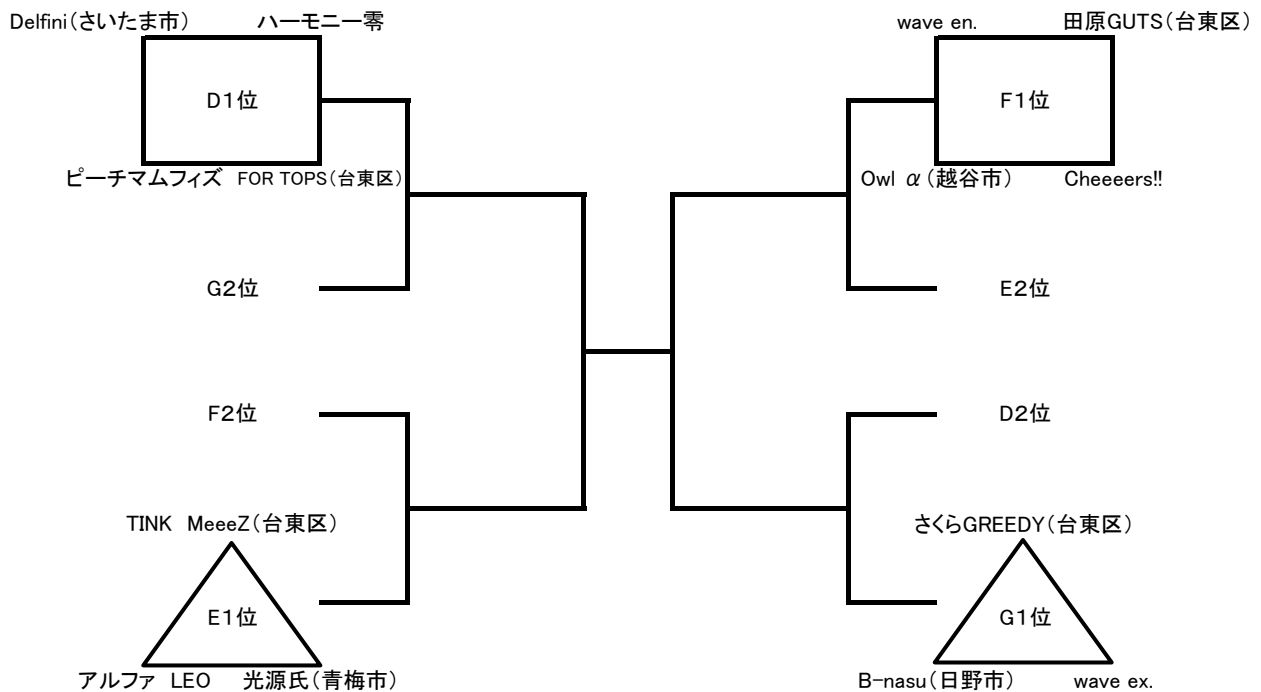 Delfini（さいたま市） ハーモニー零 wave en. 田原GUTS（台東区）
D1位 F1位
ピーチマムフィズ FOR TOPS（台東区） Owl α（越谷市） Cheeeers!!
G2位 E2位
F2位 D2位
TINK MeeeZ（台東区） さくらGREEDY（台東区）
E1位 G1位
アルファ LEO 光源氏（青梅市） B-nasu（日野市） wave ex.